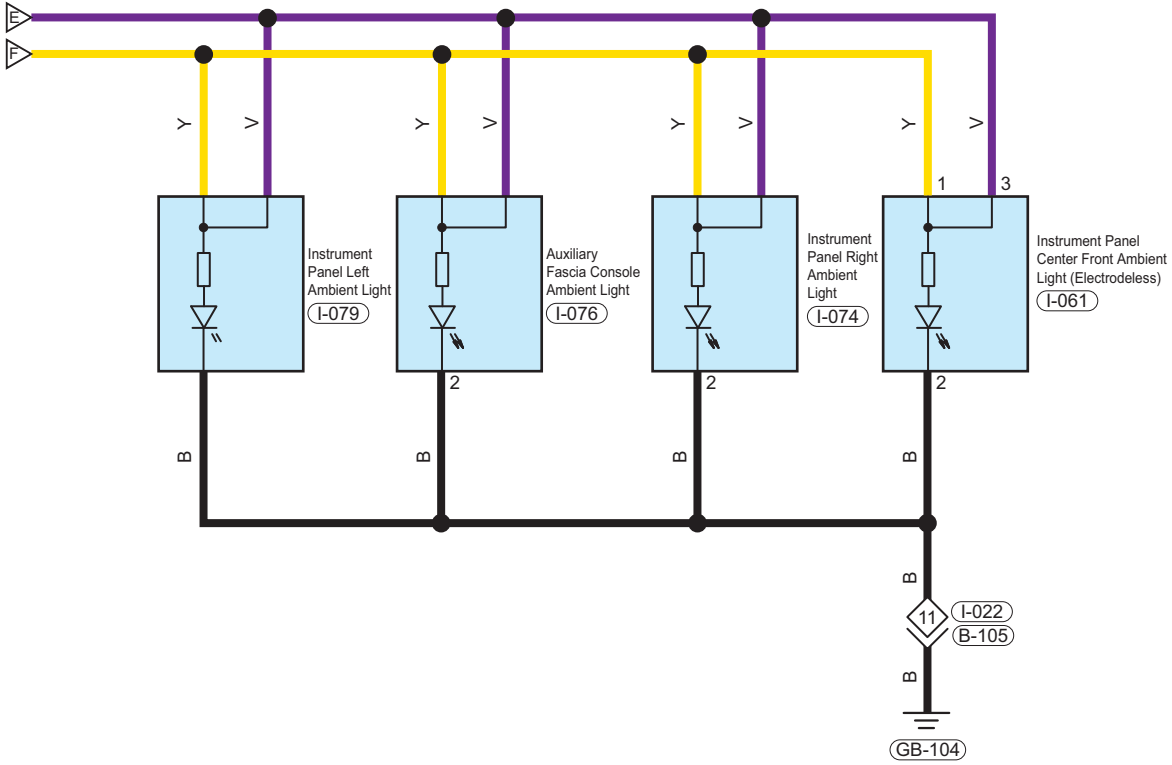 E
F
Y
V
Y
V
Y
V
Y
V
1
3
Instrument
Panel Left
Ambient Light
I-079
Auxiliary
Fascia Console
Ambient Light
I-076
Instrument
Panel Right
Ambient
Light
I-074
Instrument Panel
Center Front Ambient
Light (Electrodeless)
I-061
2
2
2
B
B
B
B
B
11
I-022
B-105
B
GB-104